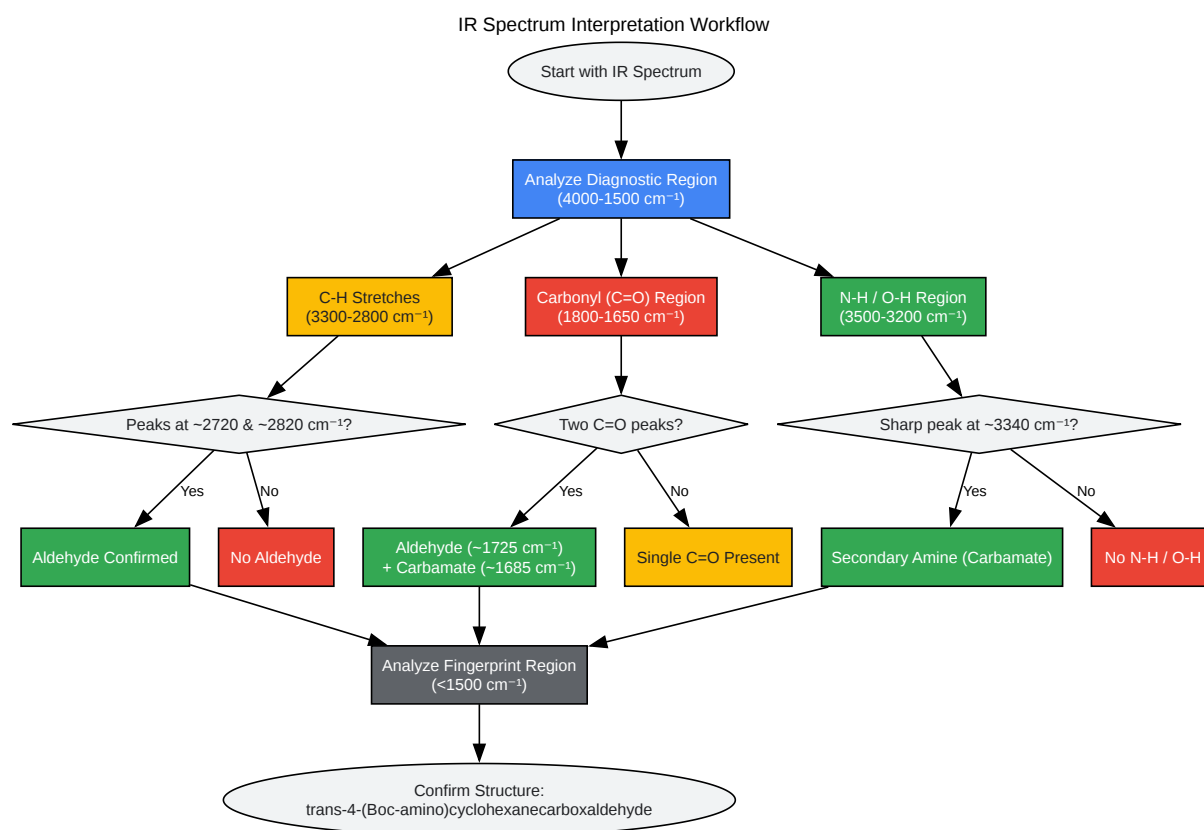 IR Spectrum Interpretation Workflow
Start with IR Spectrum
Analyze Diagnostic Region
(4000-1500 cm⁻¹)
C-H Stretches
(3300-2800 cm⁻¹)
Carbonyl (C=O) Region
(1800-1650 cm⁻¹)
N-H / O-H Region
(3500-3200 cm⁻¹)
Peaks at ~2720 & ~2820 cm⁻¹?
Two C=O peaks?
Sharp peak at ~3340 cm⁻¹?
Yes
No
Yes
No
Yes
No
Aldehyde Confirmed
No Aldehyde
Aldehyde (~1725 cm⁻¹)
+ Carbamate (~1685 cm⁻¹)
Single C=O Present
Secondary Amine (Carbamate)
No N-H / O-H
Analyze Fingerprint Region
(<1500 cm⁻¹)
Confirm Structure:
trans-4-(Boc-amino)cyclohexanecarboxaldehyde